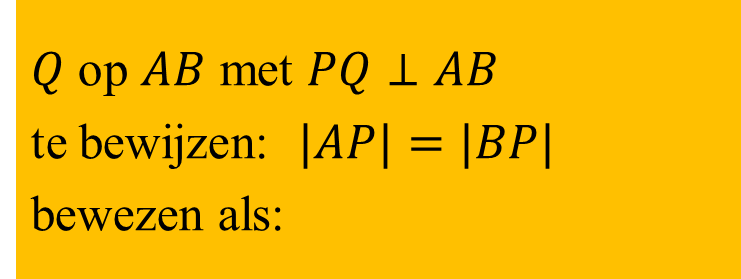 Q op AB met PQ ⊥ AB
te bewijzen: |AP| = |BP|
bewezen als: